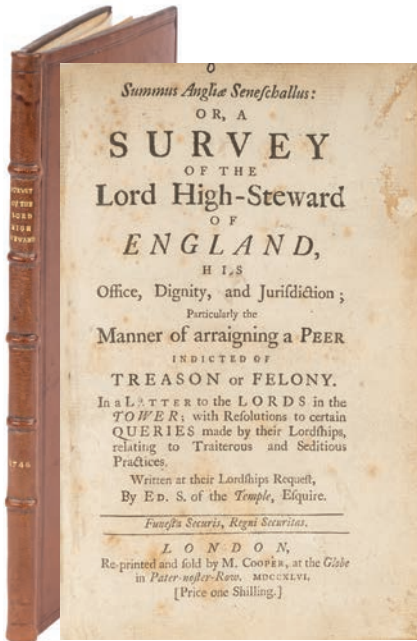 SURVEY
OF THE
LORD
HIGH
STEWARD
1746
Summus Angliæ Seneſchallus:
OR, A
SURVEY
OF THE
Lord High-Steward
OF
ENGLAND,
HIS
Office, Dignity, and Juriſdiction;
Particularly the
Manner of arraigning a PEER
INDICTED OF
TREASON or FELONY.
In a LATTER to the LORDS in the
TOWER; with Reſolutions to certain
QUERIES made by their Lordſhips,
relating to Traiterous and Seditious
Practices.
Written at their Lordſhips Requeſt,
By ED. S. of the Temple, Eſquire.
Funeſta Securis, Regni Securitas.
LONDON,
Re-printed and ſold by M. COOPER, at the Globe
in Pater-noſter-Row. MDCCXLVI.
[Price one Shilling.]